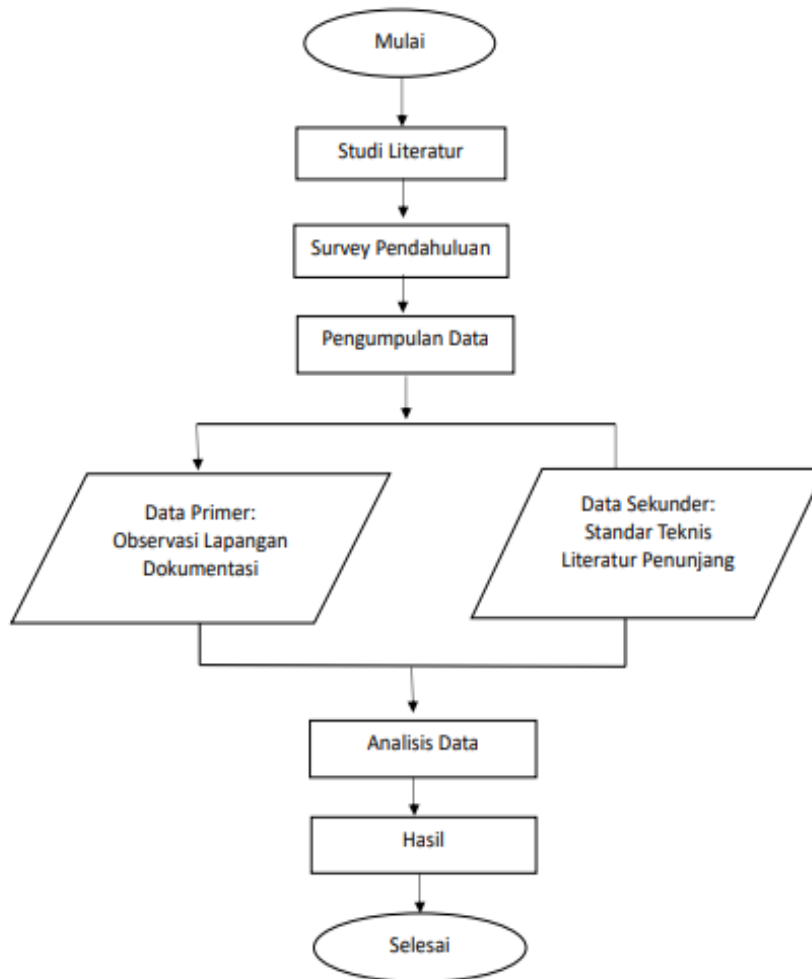 Mulai
Studi Literatur
Survey Pendahuluan
Pengumpulan Data
Data Primer:
Observasi Lapangan
Dokumentasi
Data Sekunder:
Standar Teknis
Literatur Penunjang
Analisis Data
Hasil
Selesai